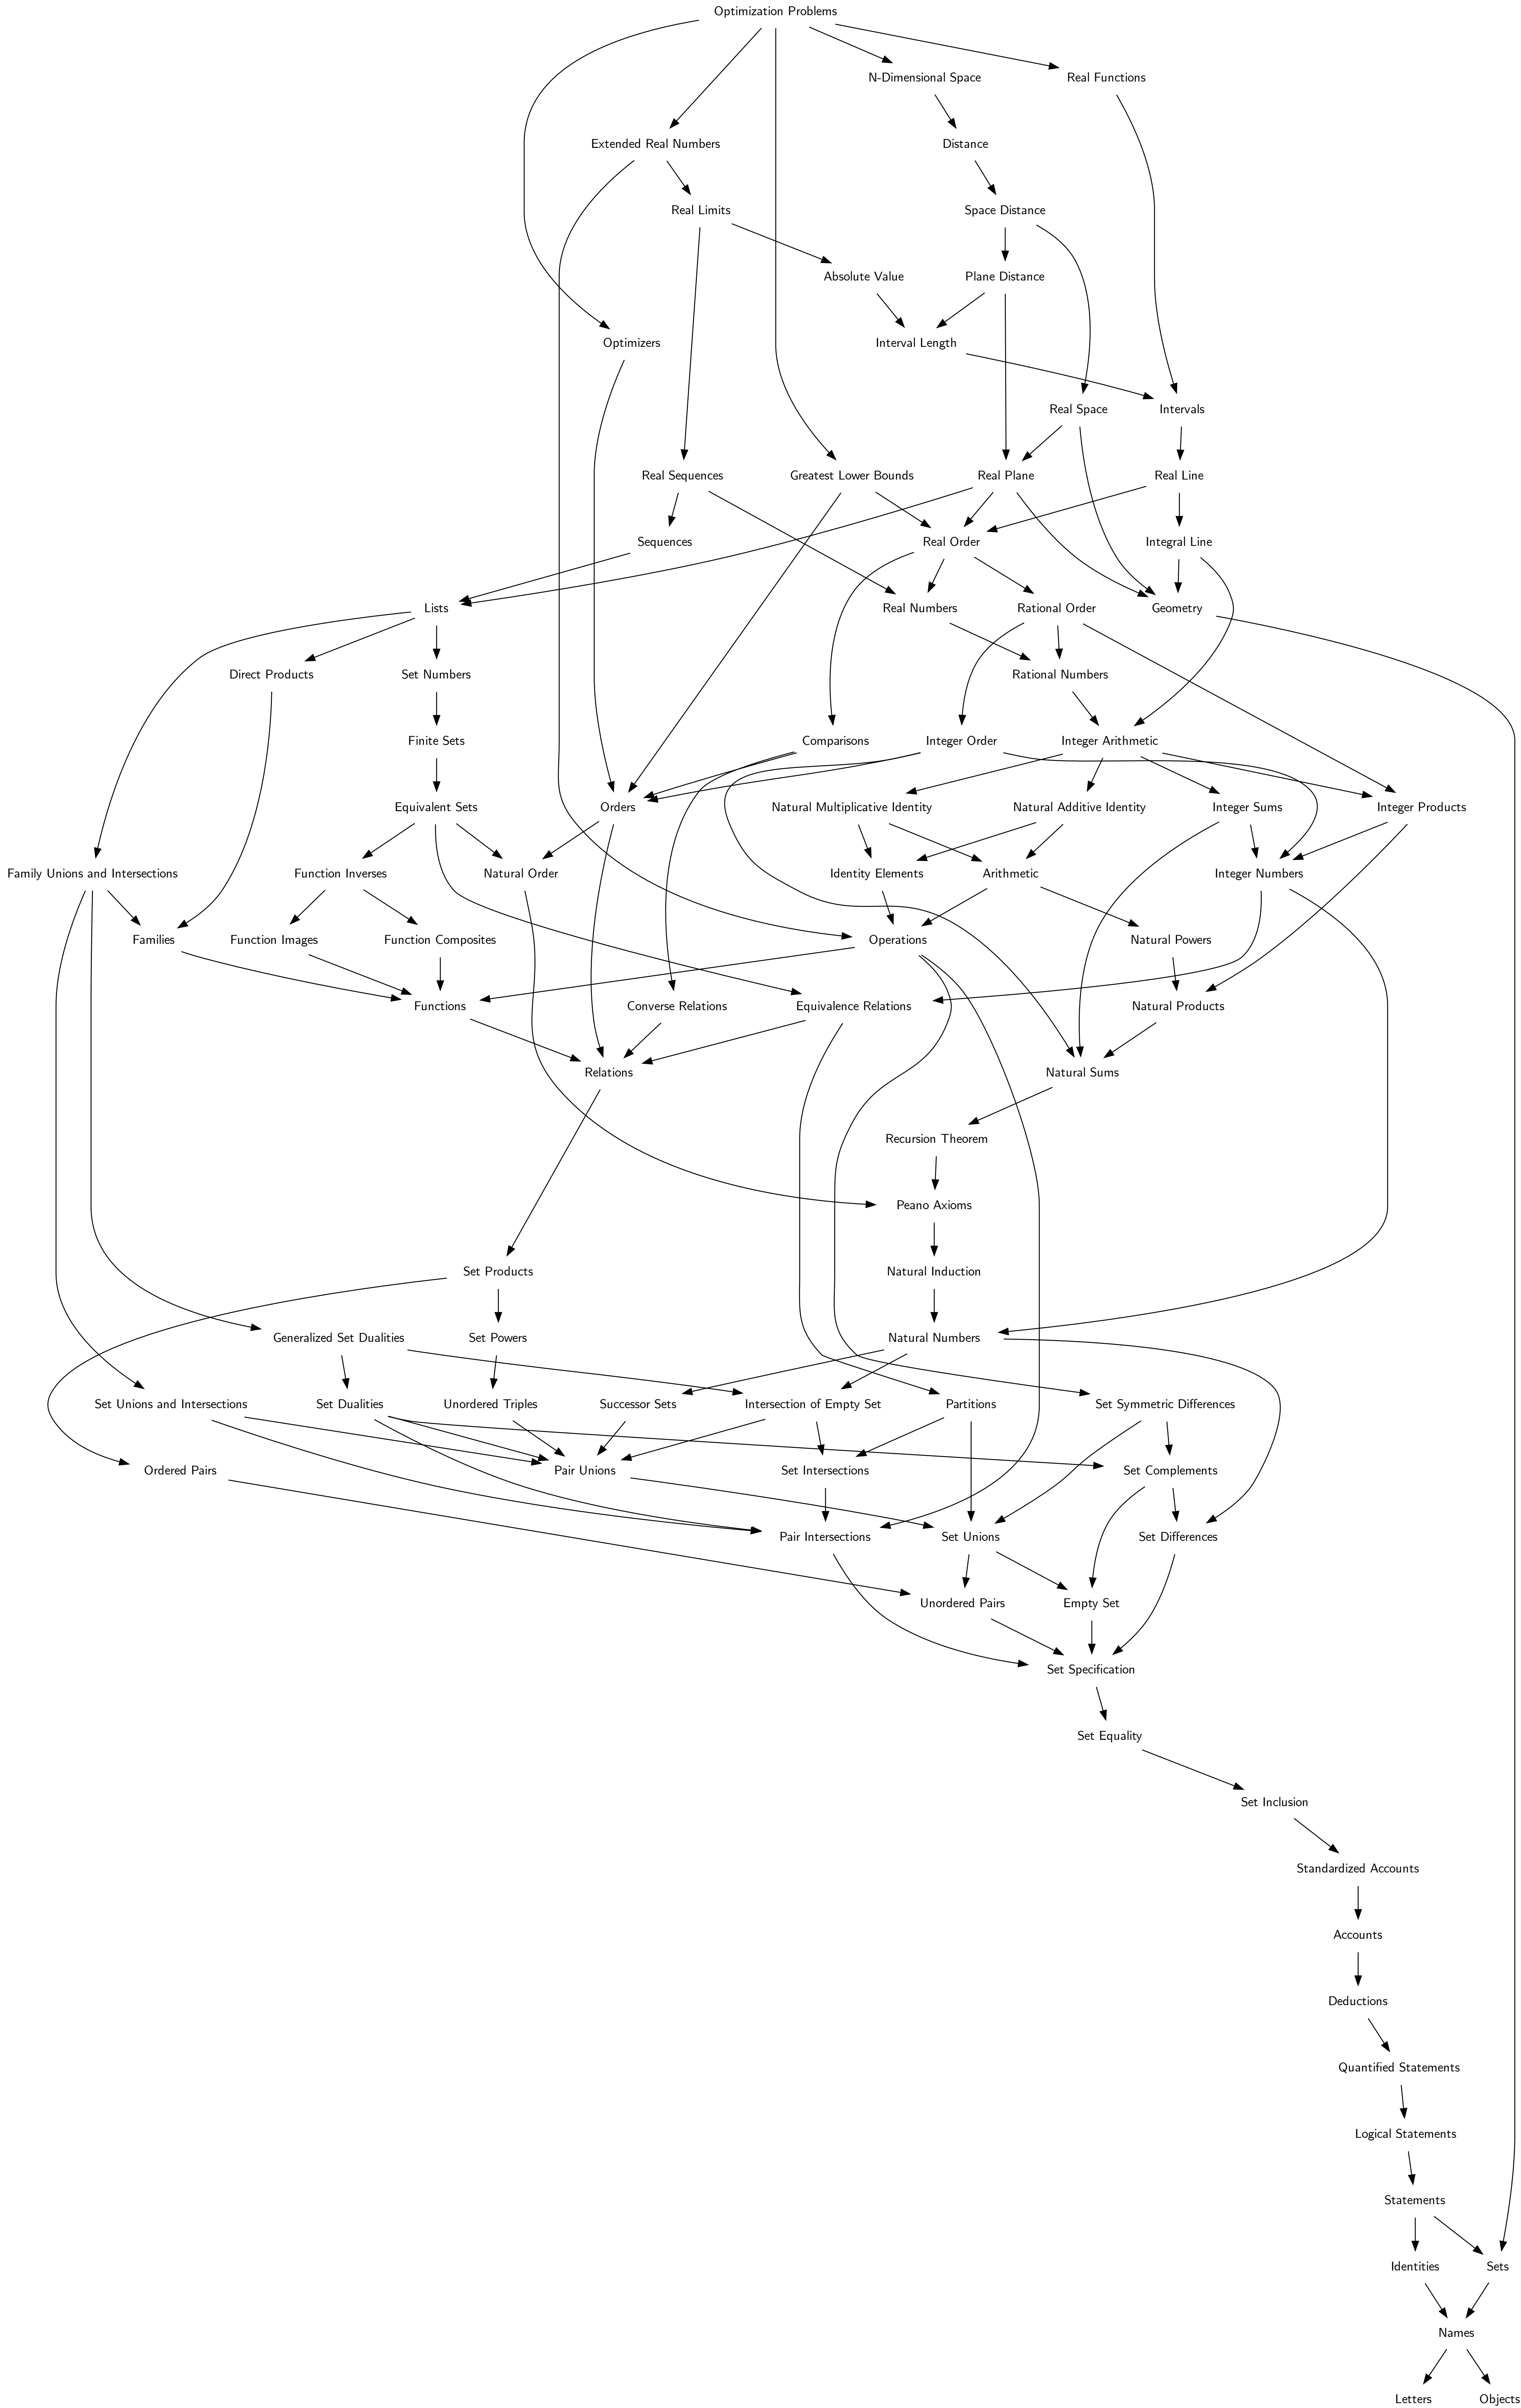 Optimization Problems
N-Dimensional Space
Real Functions
Extended Real Numbers
Distance
Real Limits
Space Distance
Absolute Value
Plane Distance
Optimizers
Interval Length
Real Space
Intervals
Real Sequences
Greatest Lower Bounds
Real Plane
Real Line
Sequences
Real Order
Integral Line
Lists
Real Numbers
Rational Order
Geometry
Direct Products
Set Numbers
Rational Numbers
Finite Sets
Comparisons
Integer Order
Integer Arithmetic
Equivalent Sets
Orders
Natural Multiplicative Identity
Natural Additive Identity
Integer Sums
Integer Products
Family Unions and Intersections
Function Inverses
Natural Order
Identity Elements
Arithmetic
Integer Numbers
Families
Function Images
Function Composites
Operations
Natural Powers
Functions
Converse Relations
Equivalence Relations
Natural Products
Relations
Natural Sums
Recursion Theorem
Peano Axioms
Set Products
Natural Induction
Generalized Set Dualities
Set Powers
Natural Numbers
Set Unions and Intersections
Set Dualities
Unordered Triples
Successor Sets
Intersection of Empty Set
Partitions
Set Symmetric Differences
Ordered Pairs
Pair Unions
Set Intersections
Set Complements
Pair Intersections
Set Unions
Set Differences
Unordered Pairs
Empty Set
Set Specification
Set Equality
Set Inclusion
Standardized Accounts
Accounts
Deductions
Quantified Statements
Logical Statements
Statements
Identities
Sets
Names
Letters
Objects